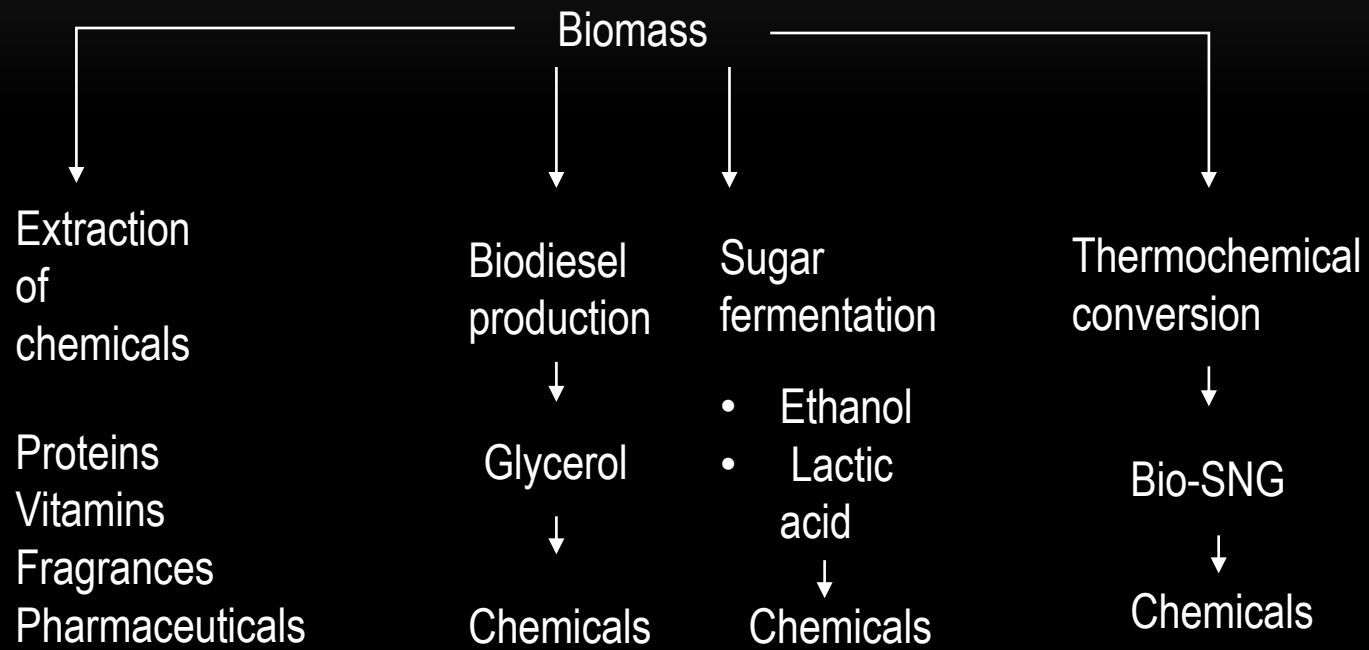 Biomass
Extraction
of
chemicals
Proteins
Vitamins
Fragrances
Pharmaceuticals
Biodiesel
production
Glycerol
Chemicals
Sugar
fermentation
• Ethanol
• Lactic
acid
Chemicals
Thermochemical
conversion
Bio-SNG
Chemicals